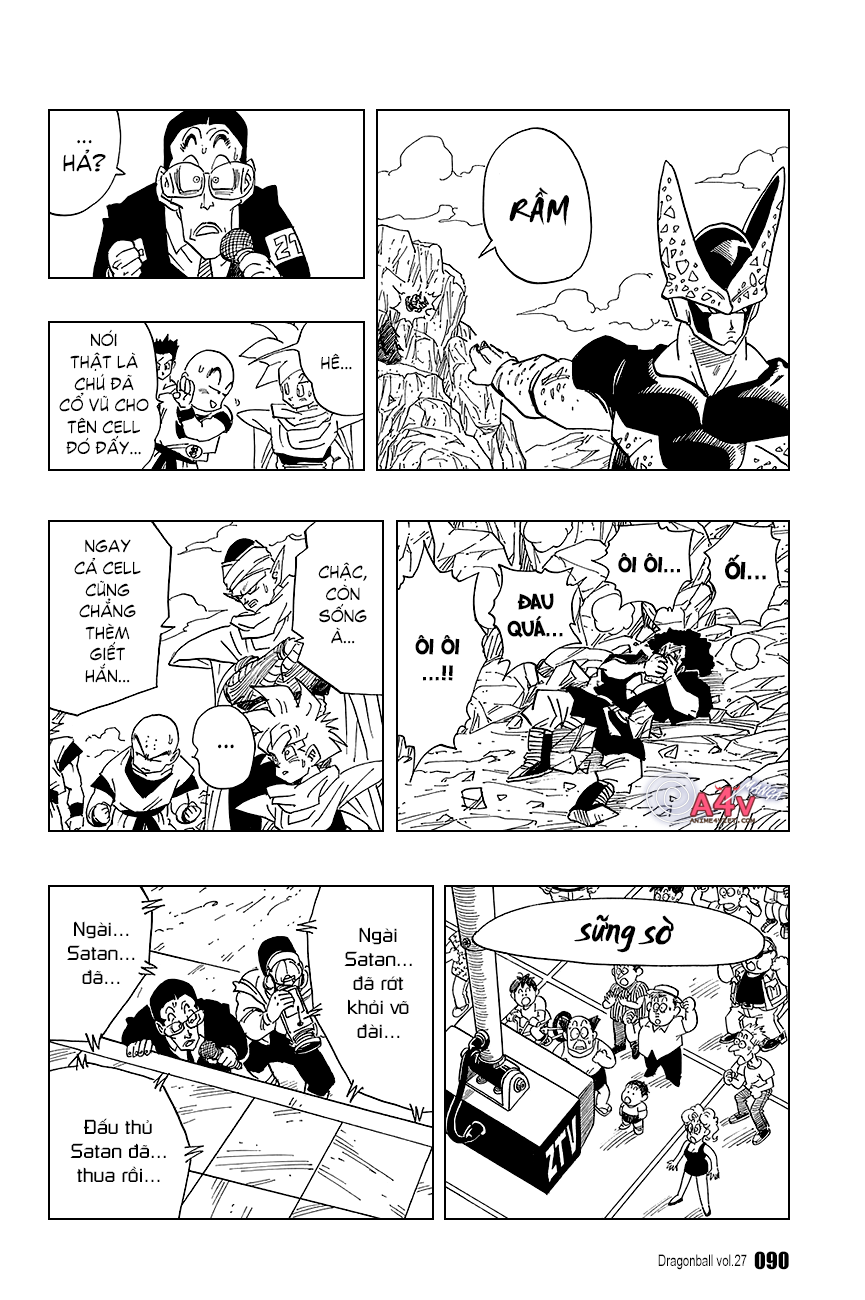 RẦM
...
HẢ?
Z1
HÊ...
NÓI
THẬT LÀ
CHÚ ĐÃ
CỔ VŨ CHO
TÊN CELL
ĐÓ ĐẤY...
ỐI...
ÔI ÔI...
ĐAU
QUÁ...
ÔI ÔI
...!!
A4V
ANIME4VIET.COM
CHẬC,
CÒN
SỐNG
À...
NGAY
CẢ CELL
CŨNG
CHẲNG
THÈM
GIẾT
HẮN...
...
sững sờ
ZTV
Ngài
Satan...
đã rớt
khỏi võ
đài...
Ngài...
Satan...
đã...
Đấu thủ
Satan đã...
thua rồi...
Dragonball vol.27 090